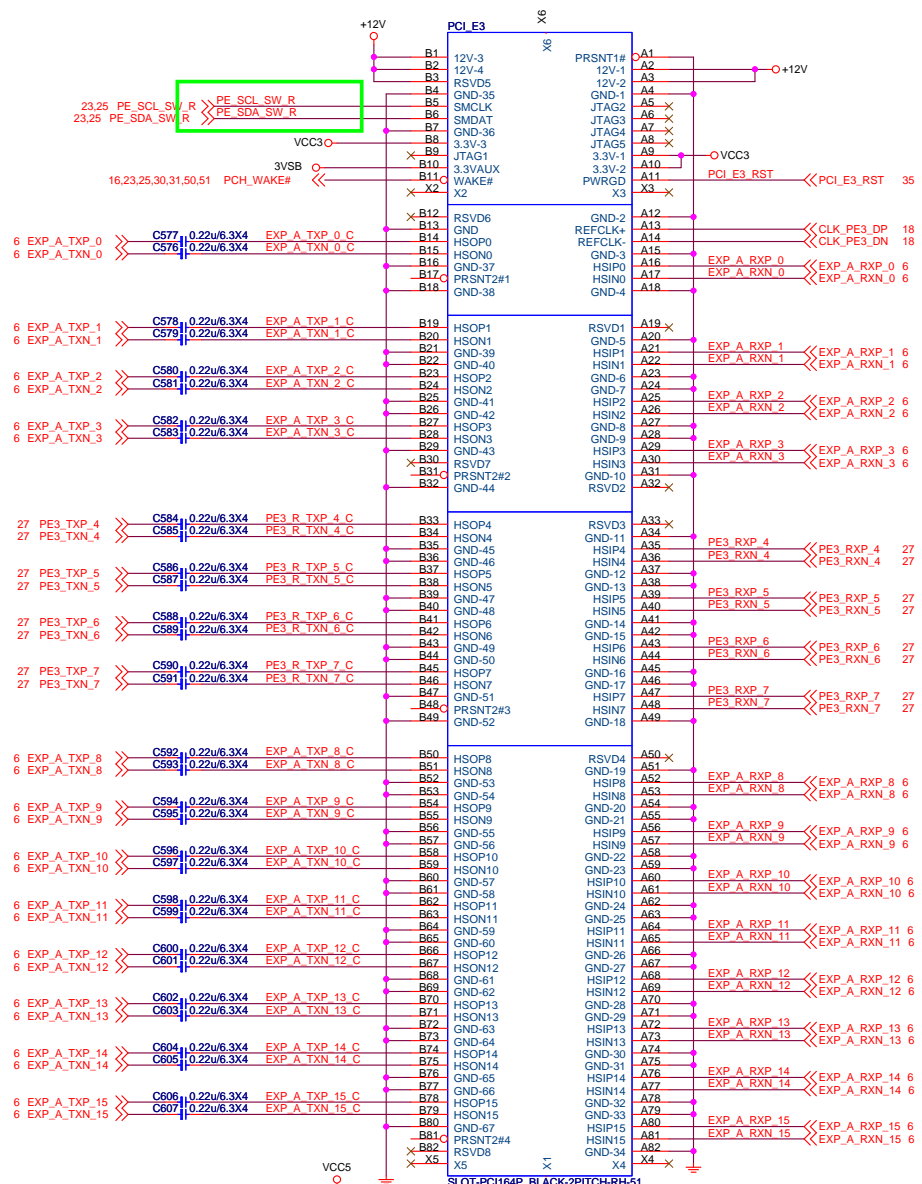 X6
PCI_E3
X6
+12V
B1 12V-3 PRSNT1# A1
B2 12V-4 12V-1 A2 +12V
B3 RSVD5 12V-2 A3
B4 GND-35 GND-1 A4
23,25 PE_SCL_SW_R PE_SCL_SW_R B5 SMCLK JTAG2 A5
23,25 PE_SDA_SW_R PE_SDA_SW_R B6 SMDAT JTAG3 A6
B7 GND-36 JTAG4 A7
VCC3 B8 3.3V-3 JTAG5 A8
B9 JTAG1 3.3V-1 A9 VCC3
3VSB B10 3.3VAUX 3.3V-2 A10
16,23,25,30,31,50,51 PCH_WAKE# B11 WAKE# PWRGD A11 PCI_E3_RST PCI_E3_RST 35
X2 X2 X3 X3
B12 RSVD6 GND-2 A12
B13 GND REFCLK+ A13 CLK_PE3_DP 18
6 EXP_A_TXP_0 C577 0.22u/6.3X4 EXP_A_TXP_0_C B14 HSOP0 REFCLK- A14 CLK_PE3_DN 18
6 EXP_A_TXN_0 C576 0.22u/6.3X4 EXP_A_TXN_0_C B15 HSON0 GND-3 A15
B16 GND-37 HSIP0 A16 EXP_A_RXP_0 EXP_A_RXP_0 6
B17 PRSNT2#1 HSIN0 A17 EXP_A_RXN_0 EXP_A_RXN_0 6
B18 GND-38 GND-4 A18
6 EXP_A_TXP_1 C578 0.22u/6.3X4 EXP_A_TXP_1_C B19 HSOP1 RSVD1 A19
6 EXP_A_TXN_1 C579 0.22u/6.3X4 EXP_A_TXN_1_C B20 HSON1 GND-5 A20
B21 GND-39 HSIP1 A21 EXP_A_RXP_1 EXP_A_RXP_1 6
B22 GND-40 HSIN1 A22 EXP_A_RXN_1 EXP_A_RXN_1 6
6 EXP_A_TXP_2 C580 0.22u/6.3X4 EXP_A_TXP_2_C B23 HSOP2 GND-6 A23
6 EXP_A_TXN_2 C581 0.22u/6.3X4 EXP_A_TXN_2_C B24 HSON2 GND-7 A24
B25 GND-41 HSIP2 A25 EXP_A_RXP_2 EXP_A_RXP_2 6
B26 GND-42 HSIN2 A26 EXP_A_RXN_2 EXP_A_RXN_2 6
6 EXP_A_TXP_3 C582 0.22u/6.3X4 EXP_A_TXP_3_C B27 HSOP3 GND-8 A27
6 EXP_A_TXN_3 C583 0.22u/6.3X4 EXP_A_TXN_3_C B28 HSON3 GND-9 A28
B29 GND-43 HSIP3 A29 EXP_A_RXP_3 EXP_A_RXP_3 6
B30 RSVD7 HSIN3 A30 EXP_A_RXN_3 EXP_A_RXN_3 6
B31 PRSNT2#2 GND-10 A31
B32 GND-44 RSVD2 A32
27 PE3_TXP_4 C584 0.22u/6.3X4 PE3_R_TXP_4_C B33 HSOP4 RSVD3 A33
27 PE3_TXN_4 C585 0.22u/6.3X4 PE3_R_TXN_4_C B34 HSON4 GND-11 A34
B35 GND-45 HSIP4 A35 PE3_RXP_4 PE3_RXP_4 27
B36 GND-46 HSIN4 A36 PE3_RXN_4 PE3_RXN_4 27
27 PE3_TXP_5 C586 0.22u/6.3X4 PE3_R_TXP_5_C B37 HSOP5 GND-12 A37
27 PE3_TXN_5 C587 0.22u/6.3X4 PE3_R_TXN_5_C B38 HSON5 GND-13 A38
B39 GND-47 HSIP5 A39 PE3_RXP_5 PE3_RXP_5 27
B40 GND-48 HSIN5 A40 PE3_RXN_5 PE3_RXN_5 27
27 PE3_TXP_6 C588 0.22u/6.3X4 PE3_R_TXP_6_C B41 HSOP6 GND-14 A41
27 PE3_TXN_6 C589 0.22u/6.3X4 PE3_R_TXN_6_C B42 HSON6 GND-15 A42
B43 GND-49 HSIP6 A43 PE3_RXP_6 PE3_RXP_6 27
B44 GND-50 HSIN6 A44 PE3_RXN_6 PE3_RXN_6 27
27 PE3_TXP_7 C590 0.22u/6.3X4 PE3_R_TXP_7_C B45 HSOP7 GND-16 A45
27 PE3_TXN_7 C591 0.22u/6.3X4 PE3_R_TXN_7_C B46 HSON7 GND-17 A46
B47 GND-51 HSIP7 A47 PE3_RXP_7 PE3_RXP_7 27
B48 PRSNT2#3 HSIN7 A48 PE3_RXN_7 PE3_RXN_7 27
B49 GND-52 GND-18 A49
6 EXP_A_TXP_8 C592 0.22u/6.3X4 EXP_A_TXP_8_C B50 HSOP8 RSVD4 A50
6 EXP_A_TXN_8 C593 0.22u/6.3X4 EXP_A_TXN_8_C B51 HSON8 GND-19 A51
B52 GND-53 HSIP8 A52 EXP_A_RXP_8 EXP_A_RXP_8 6
B53 GND-54 HSIN8 A53 EXP_A_RXN_8 EXP_A_RXN_8 6
6 EXP_A_TXP_9 C594 0.22u/6.3X4 EXP_A_TXP_9_C B54 HSOP9 GND-20 A54
6 EXP_A_TXN_9 C595 0.22u/6.3X4 EXP_A_TXN_9_C B55 HSON9 GND-21 A55
B56 GND-55 HSIP9 A56 EXP_A_RXP_9 EXP_A_RXP_9 6
B57 GND-56 HSIN9 A57 EXP_A_RXN_9 EXP_A_RXN_9 6
6 EXP_A_TXP_10 C596 0.22u/6.3X4 EXP_A_TXP_10_C B58 HSOP10 GND-22 A58
6 EXP_A_TXN_10 C597 0.22u/6.3X4 EXP_A_TXN_10_C B59 HSON10 GND-23 A59
B60 GND-57 HSIP10 A60 EXP_A_RXP_10 EXP_A_RXP_10 6
B61 GND-58 HSIN10 A61 EXP_A_RXN_10 EXP_A_RXN_10 6
6 EXP_A_TXP_11 C598 0.22u/6.3X4 EXP_A_TXP_11_C B62 HSOP11 GND-24 A62
6 EXP_A_TXN_11 C599 0.22u/6.3X4 EXP_A_TXN_11_C B63 HSON11 GND-25 A63
B64 GND-59 HSIP11 A64 EXP_A_RXP_11 EXP_A_RXP_11 6
B65 GND-60 HSIN11 A65 EXP_A_RXN_11 EXP_A_RXN_11 6
6 EXP_A_TXP_12 C600 0.22u/6.3X4 EXP_A_TXP_12_C B66 HSOP12 GND-26 A66
6 EXP_A_TXN_12 C601 0.22u/6.3X4 EXP_A_TXN_12_C B67 HSON12 GND-27 A67
B68 GND-61 HSIP12 A68 EXP_A_RXP_12 EXP_A_RXP_12 6
B69 GND-62 HSIN12 A69 EXP_A_RXN_12 EXP_A_RXN_12 6
6 EXP_A_TXP_13 C602 0.22u/6.3X4 EXP_A_TXP_13_C B70 HSOP13 GND-28 A70
6 EXP_A_TXN_13 C603 0.22u/6.3X4 EXP_A_TXN_13_C B71 HSON13 GND-29 A71
B72 GND-63 HSIP13 A72 EXP_A_RXP_13 EXP_A_RXP_13 6
B73 GND-64 HSIN13 A73 EXP_A_RXN_13 EXP_A_RXN_13 6
6 EXP_A_TXP_14 C604 0.22u/6.3X4 EXP_A_TXP_14_C B74 HSOP14 GND-30 A74
6 EXP_A_TXN_14 C605 0.22u/6.3X4 EXP_A_TXN_14_C B75 HSON14 GND-31 A75
B76 GND-65 HSIP14 A76 EXP_A_RXP_14 EXP_A_RXP_14 6
B77 GND-66 HSIN14 A77 EXP_A_RXN_14 EXP_A_RXN_14 6
6 EXP_A_TXP_15 C606 0.22u/6.3X4 EXP_A_TXP_15_C B78 HSOP15 GND-32 A78
6 EXP_A_TXN_15 C607 0.22u/6.3X4 EXP_A_TXN_15_C B79 HSON15 GND-33 A79
B80 GND-67 HSIP15 A80 EXP_A_RXP_15 EXP_A_RXP_15 6
B81 PRSNT2#4 HSIN15 A81 EXP_A_RXN_15 EXP_A_RXN_15 6
B82 RSVD8 GND-34 A82
X5 X5 X1 X4 X4
VCC5
SLOT-PCI164P_BLACK-2PITCH-RH-51